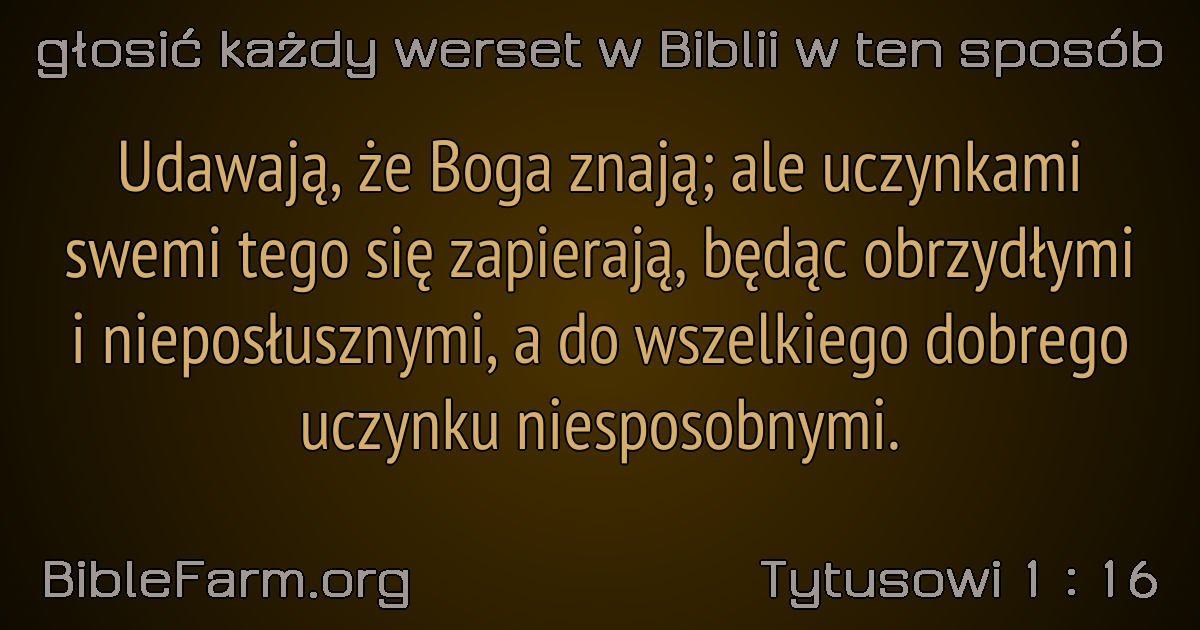 głosić każdy werset w Biblii w ten sposób
Udawają, że Boga znają; ale uczynkami
swemi tego się zapierają, będąc obrzydłymi
i nieposłusznymi, a do wszelkiego dobrego
uczynku niesposobnymi.
BibleFarm.org
Tytusowi 1 : 16